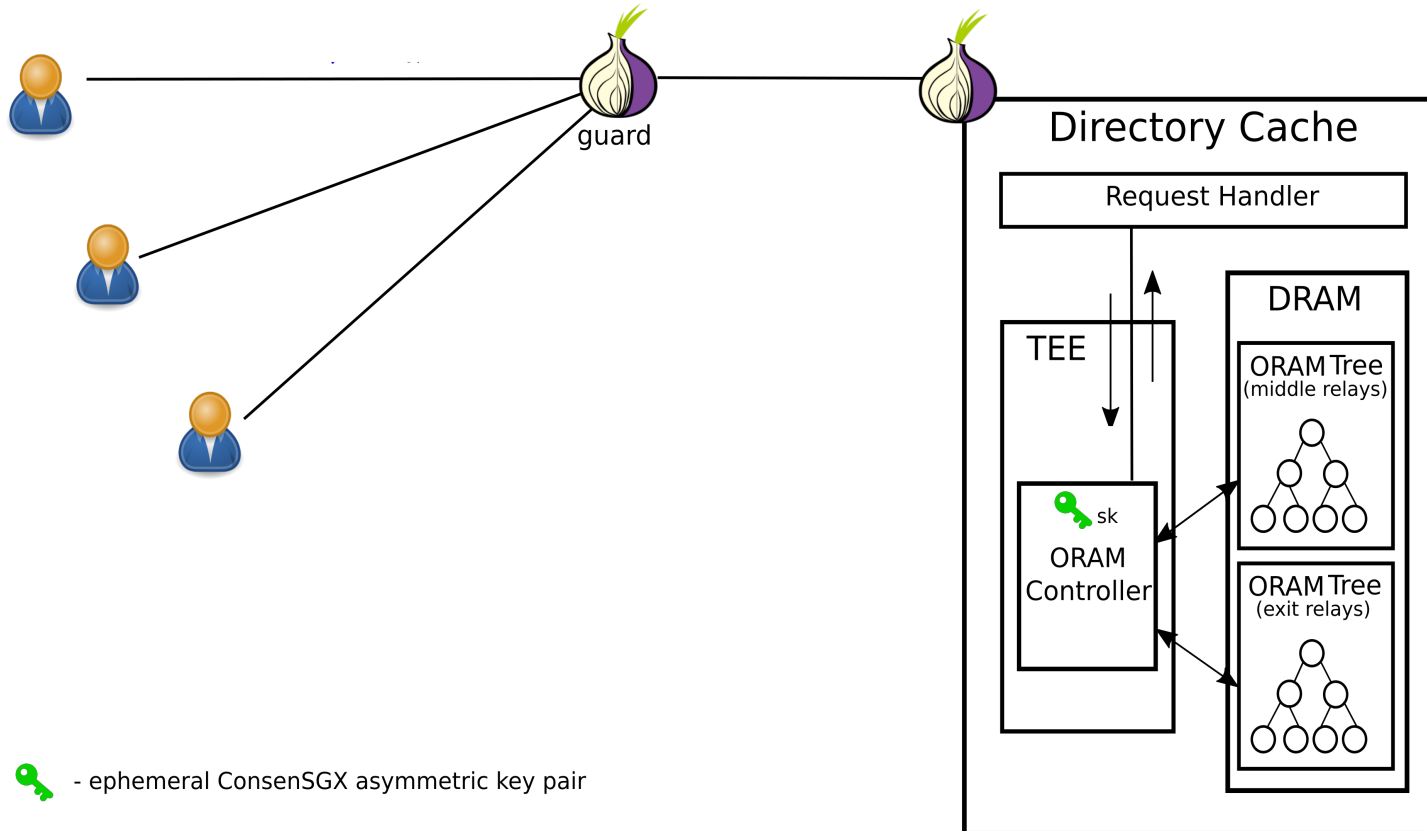 guard
Directory Cache
Request Handler
TEE
DRAM
ORAM Tree
(middle relays)
sk
ORAM
Controller
ORAM Tree
(exit relays)
- ephemeral ConsenSGX asymmetric key pair